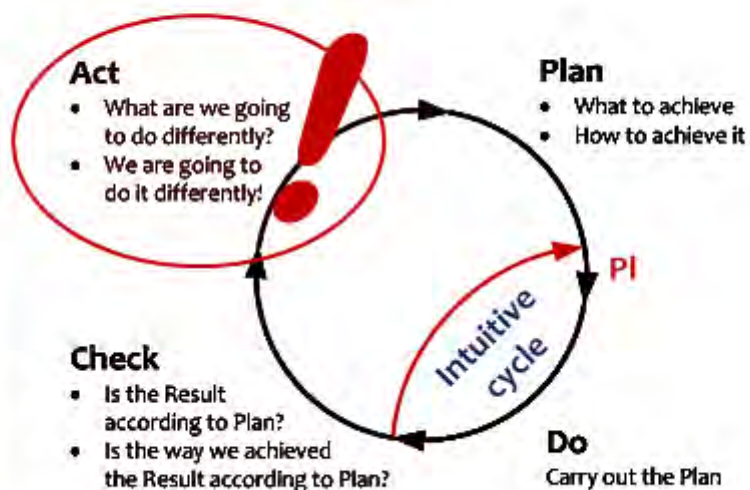 Act
• What are we going
to do differently?
• We are going to
do it differently!
Plan
• What to achieve
• How to achieve it
Pl
Intuitive
cycle
Check
• Is the Result
according to Plan?
• Is the way we achieved
the Result according to Plan?
Do
Carry out the Plan